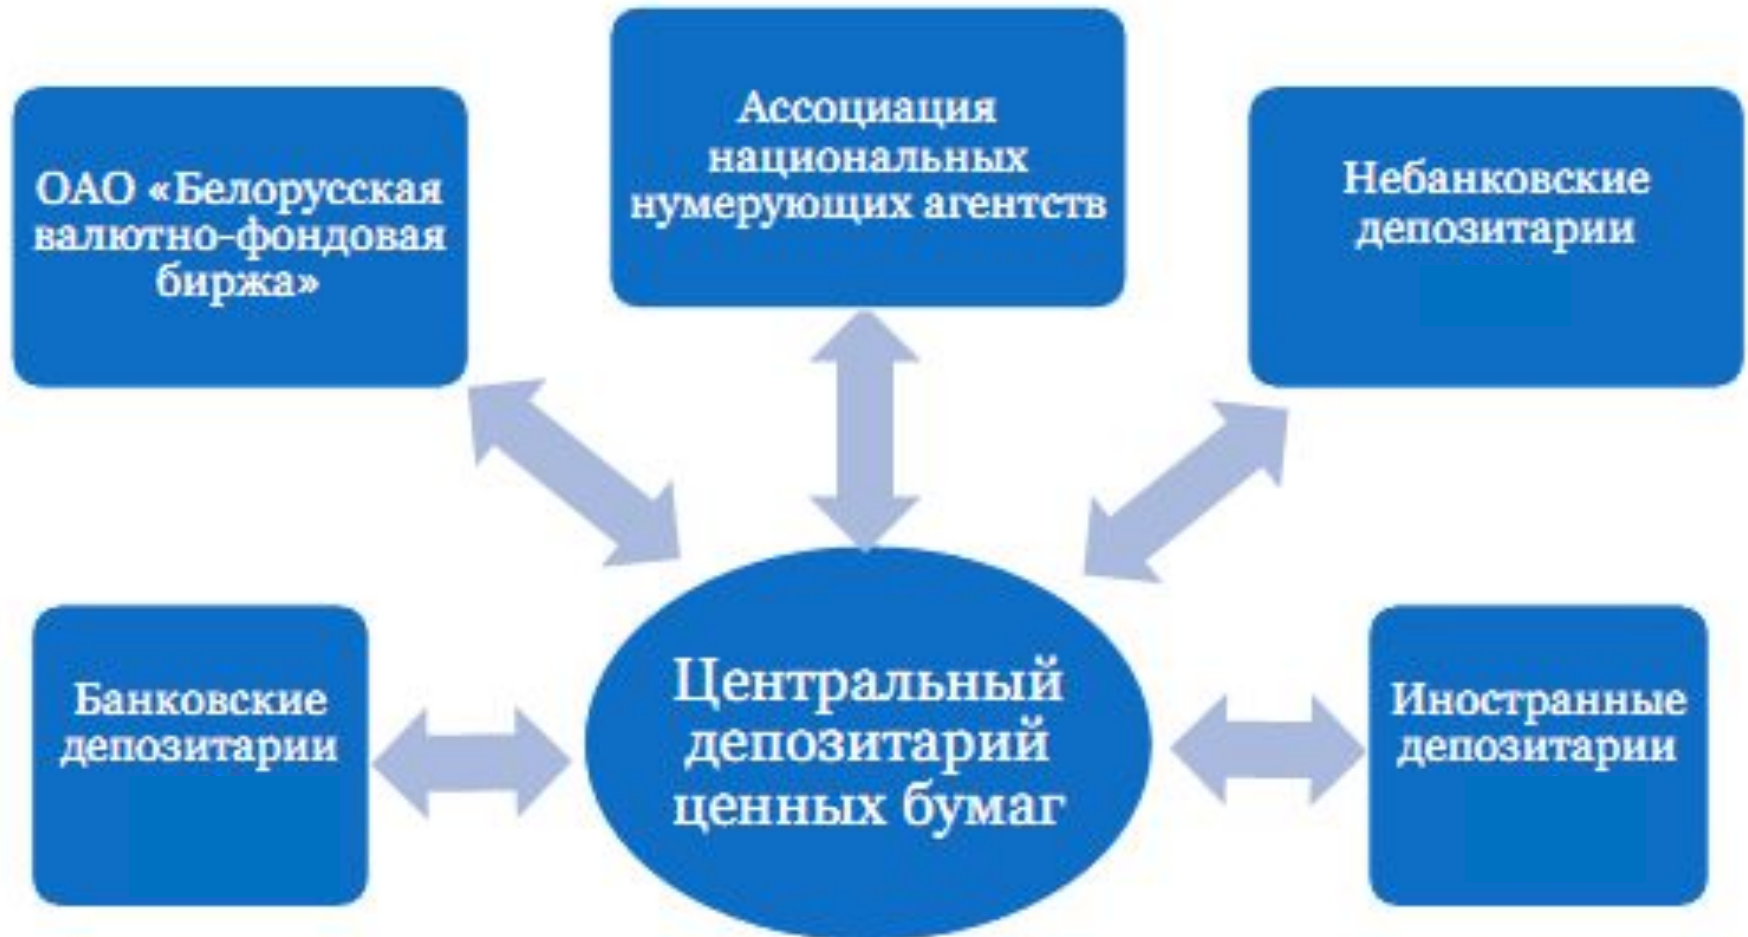 Ассоциация
национальных
нумерующих агентств
ОАО «Белорусская
валютно-фондовая
биржа»
Небанковские
депозитарии
Банковские
депозитарии
Центральный
депозитарий
ценных бумаг
Иностранные
депозитарии